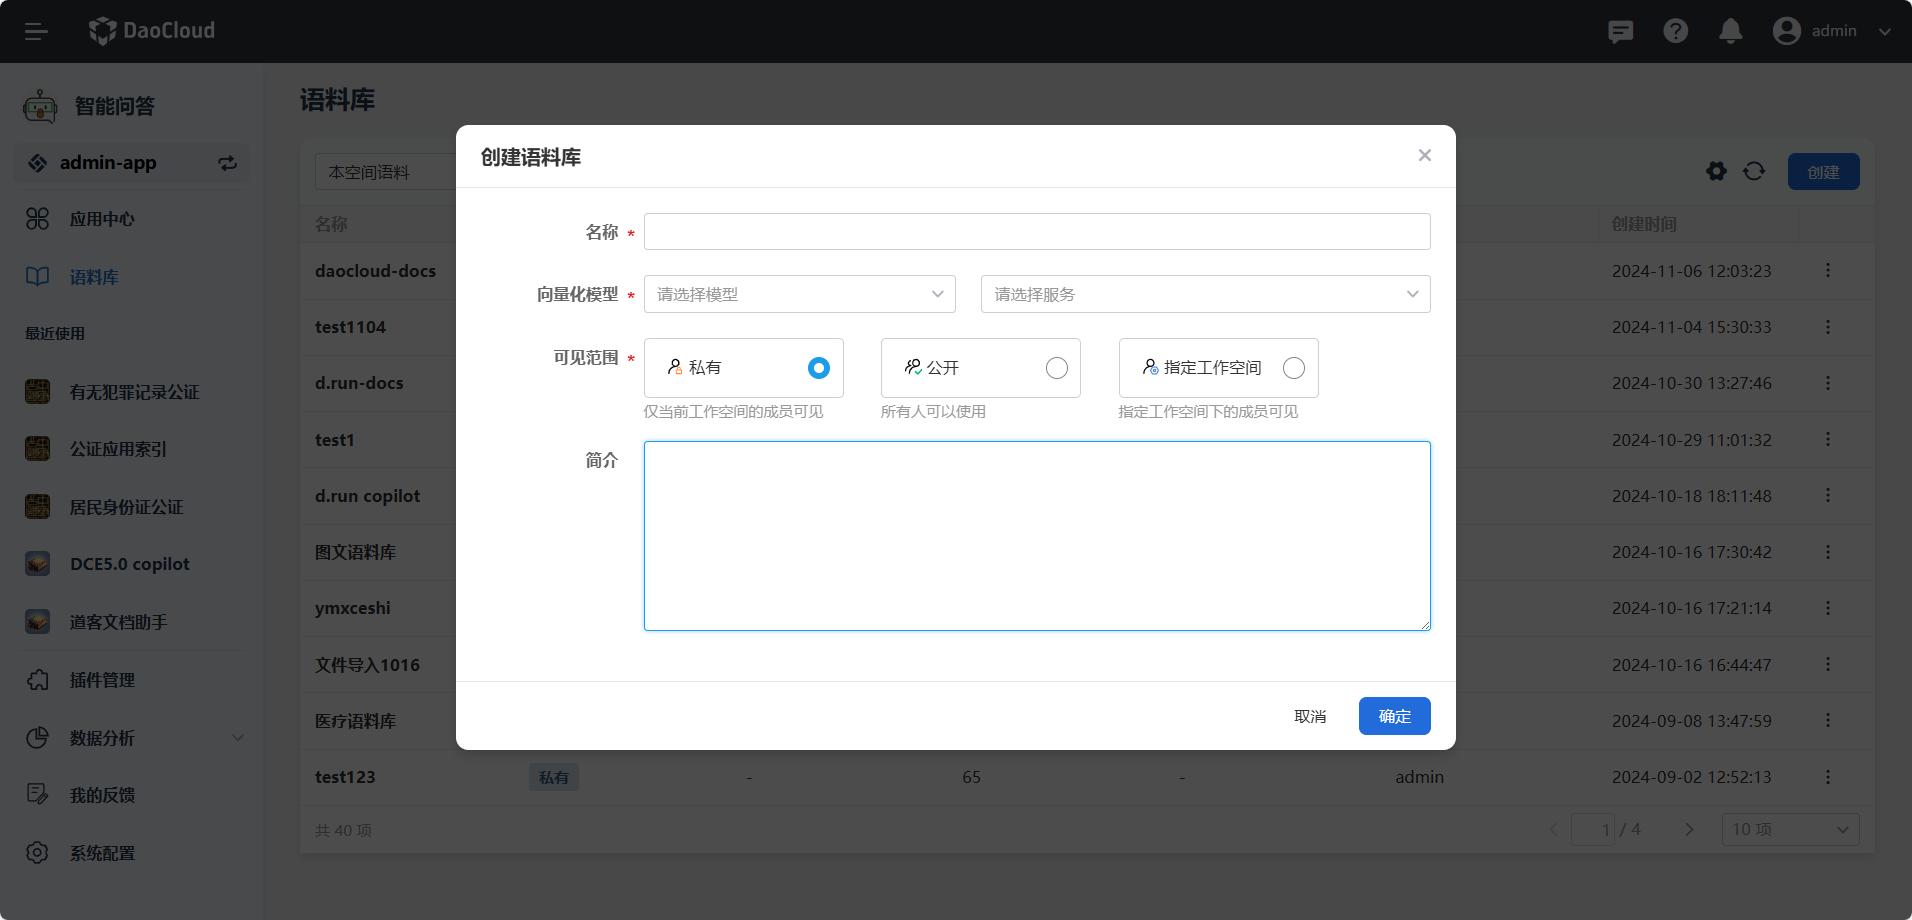 DaoCloud
admin
智能问答
admin-app
应用中心
语料库
最近使用
有无犯罪记录公证
公证应用索引
居民身份证公证
DCE5.0 copilot
道客文档助手
插件管理
数据分析
我的反馈
系统配置
语料库
本空间语料
创建
名称
创建时间
daocloud-docs
2024-11-06 12:03:23
test1104
2024-11-04 15:30:33
d.run-docs
2024-10-30 13:27:46
test1
2024-10-29 11:01:32
d.run copilot
2024-10-18 18:11:48
图文语料库
2024-10-16 17:30:42
ymxceshi
2024-10-16 17:21:14
文件导入1016
2024-10-16 16:44:47
医疗语料库
2024-09-08 13:47:59
test123 私有 - 65 - admin 2024-09-02 12:52:13
共 40 项
1 / 4
10 项
创建语料库
名称 *
向量化模型 * 请选择模型 请选择服务
可见范围 * 私有 公开 指定工作空间
仅当前工作空间的成员可见 所有人可以使用 指定工作空间下的成员可见
简介
取消 确定